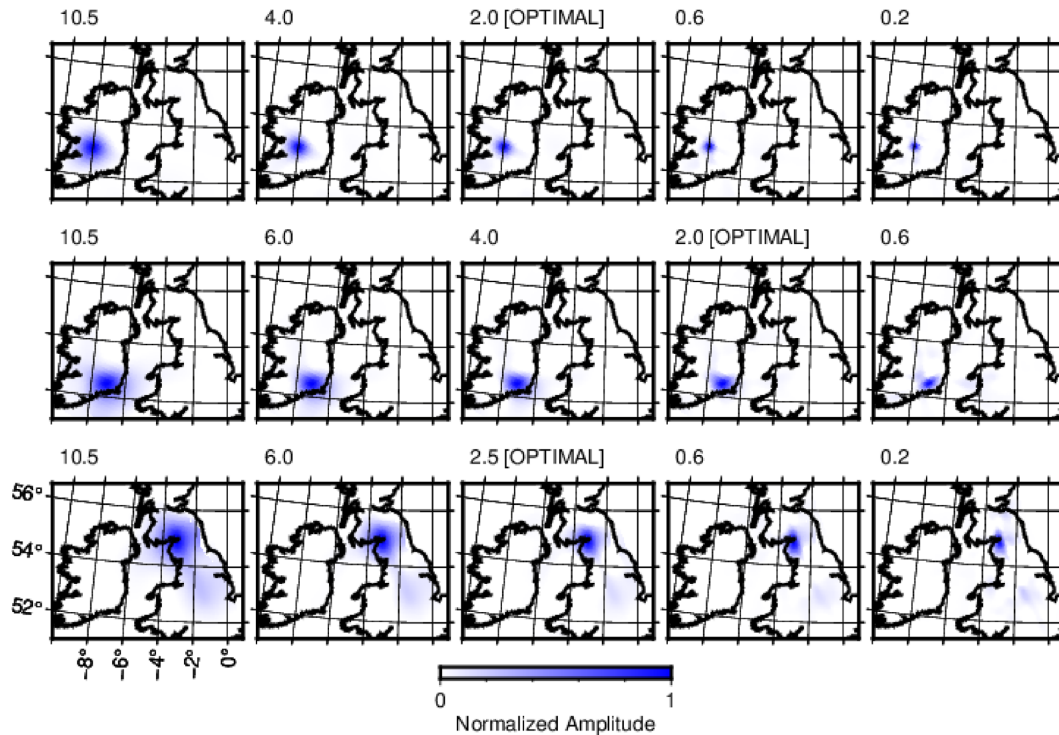 10.5 4.0 2.0 [OPTIMAL] 0.6 0.2
10.5 6.0 4.0 2.0 [OPTIMAL] 0.6
10.5 6.0 2.5 [OPTIMAL] 0.6 0.2
56°
54°
52°
-8° -6° -4° -2° 0°
0 1
Normalized Amplitude